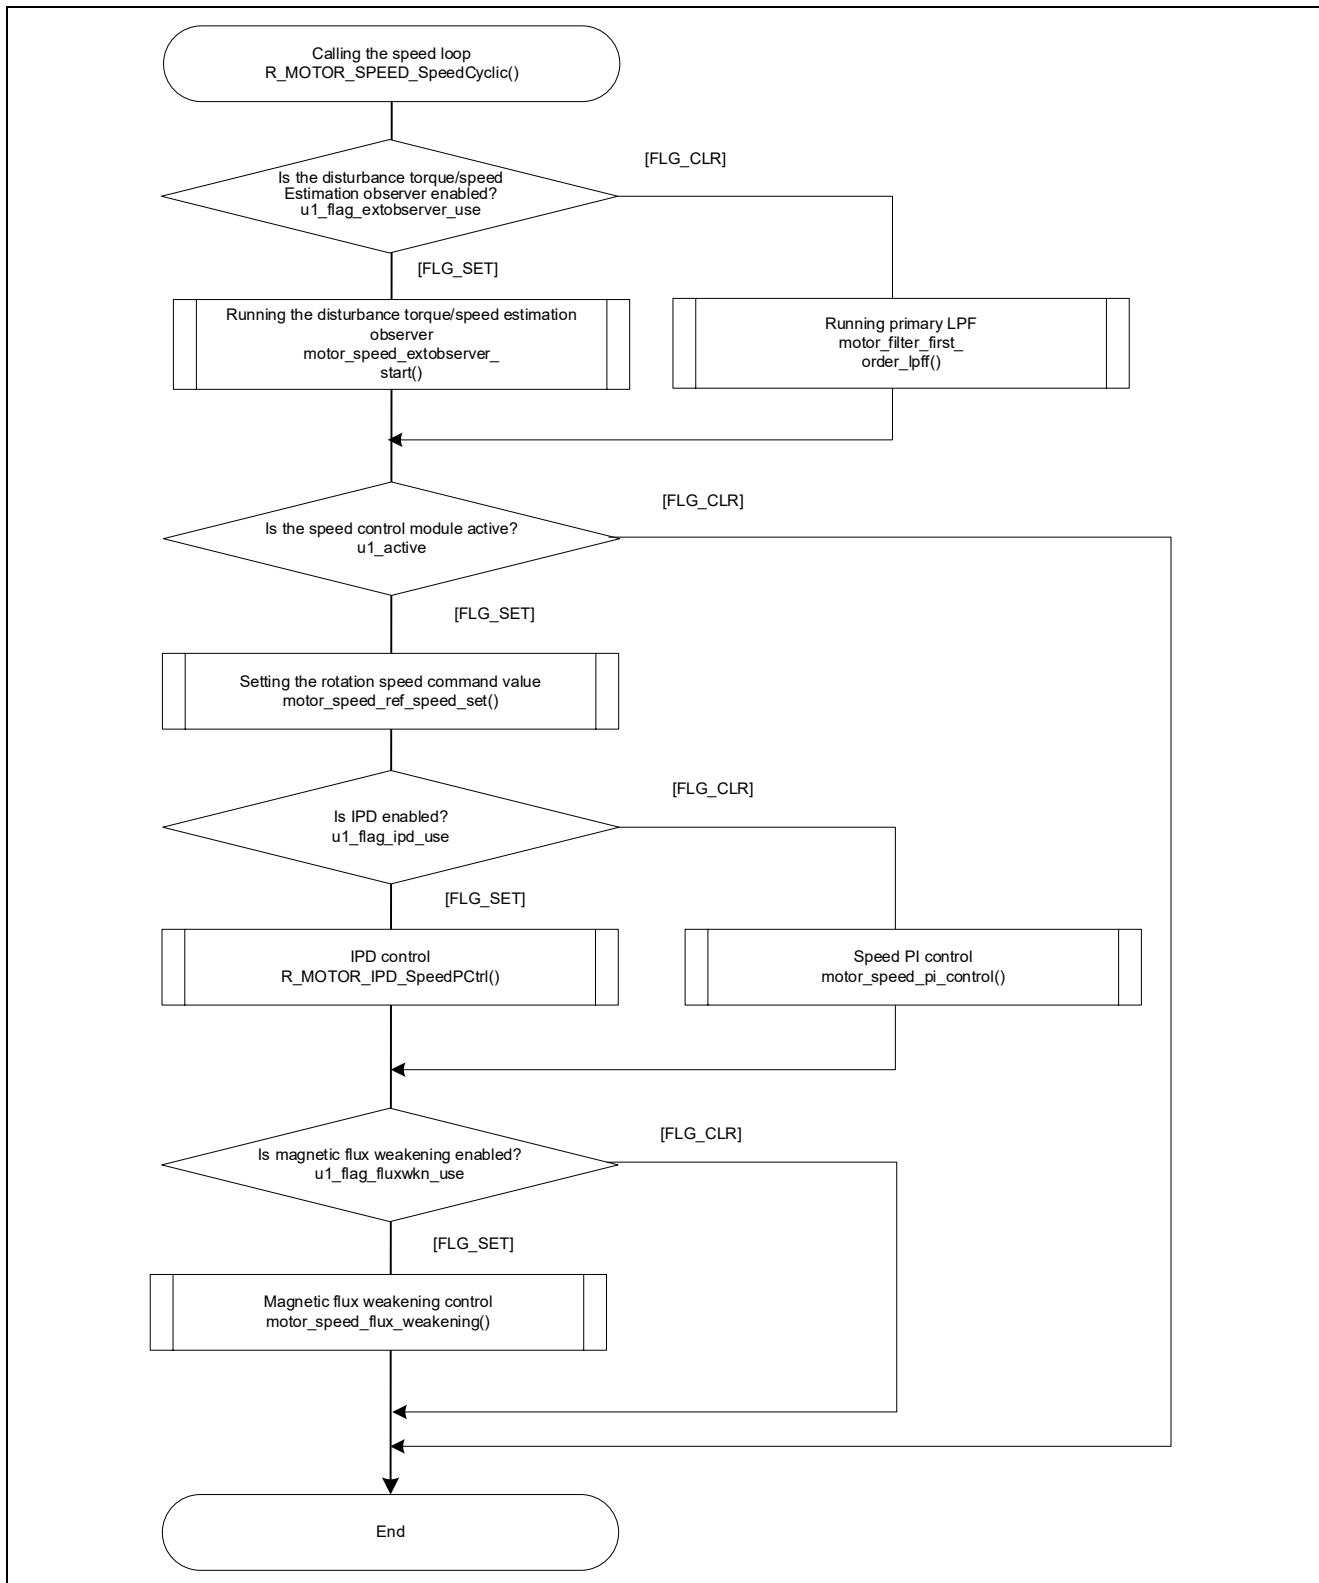 Calling the speed loop
R_MOTOR_SPEED_SpeedCyclic()
[FLG_CLR]
Is the disturbance torque/speed
Estimation observer enabled?
u1_flag_extobserver_use
[FLG_SET]
Running the disturbance torque/speed estimation
observer
motor_speed_extobserver_
start()
Running primary LPF
motor_filter_first_
order_lpff()
[FLG_CLR]
Is the speed control module active?
u1_active
[FLG_SET]
Setting the rotation speed command value
motor_speed_ref_speed_set()
[FLG_CLR]
Is IPD enabled?
u1_flag_ipd_use
[FLG_SET]
IPD control
R_MOTOR_IPD_SpeedPCtrl()
Speed PI control
motor_speed_pi_control()
[FLG_CLR]
Is magnetic flux weakening enabled?
u1_flag_fluxwkn_use
[FLG_SET]
Magnetic flux weakening control
motor_speed_flux_weakening()
End